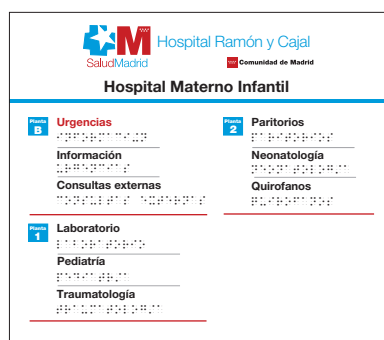 SaludMadrid
Hospital Ramón y Cajal
Comunidad de Madrid
Hospital Materno Infantil
Planta B
Urgencias
⠊⠝⠋⠕⠗⠍⠁⠉⠊⠬⠝
Información
⠥⠗⠛⠑⠝⠉⠊⠁⠎
Consultas externas
⠉⠕⠝⠎⠥⠇⠞⠁⠎ ⠑⠭⠞⠑⠗⠝⠁⠎
Planta 1
Laboratorio
⠇⠁⠃⠕⠗⠁⠞⠕⠗⠊⠕
Pediatría
⠏⠑⠙⠊⠁⠞⠗⠌⠁
Traumatología
⠞⠗⠁⠥⠍⠁⠞⠕⠇⠕⠛⠌⠁
Planta 2
Paritorios
⠏⠁⠗⠊⠞⠕⠗⠊⠕⠎
Neonatología
⠝⠑⠕⠝⠁⠞⠕⠇⠕⠛⠌⠁
Quirofanos
⠟⠥⠊⠗⠕⠋⠁⠝⠕⠎